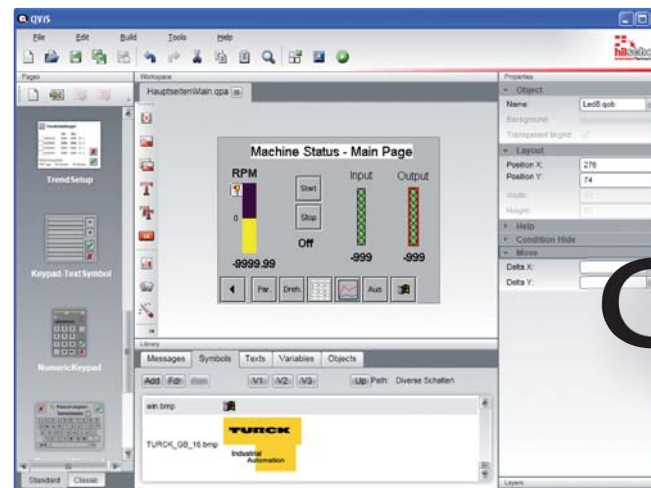 QViS
File Edit Build Tools Help
Pages
Workspace
Properties
Hauptseiten\Main.qpa
Object
Name: Led8.qob
Background:
Layout
Position X: 276
Position Y: 74
Width:
Height:
Help
Condition Hide
Move
Delta X:
Delta Y:
TrendSetup
Keypad-TextSymbol
NumericKeypad
Machine Status - Main Page
RPM Input Output
Start
0 Stop
Off
-9999.99 -999 -999
Par. Dreh. Aus
Library
Messages Symbols Texts Variables Objects
Add Fdr -V1- -V2- -V3- -Up- Path: Diverse Schalter\
win.bmp
TURCK_GB_16.bmp
TURCK
Industrial
Automation
Standard Classic
Layers